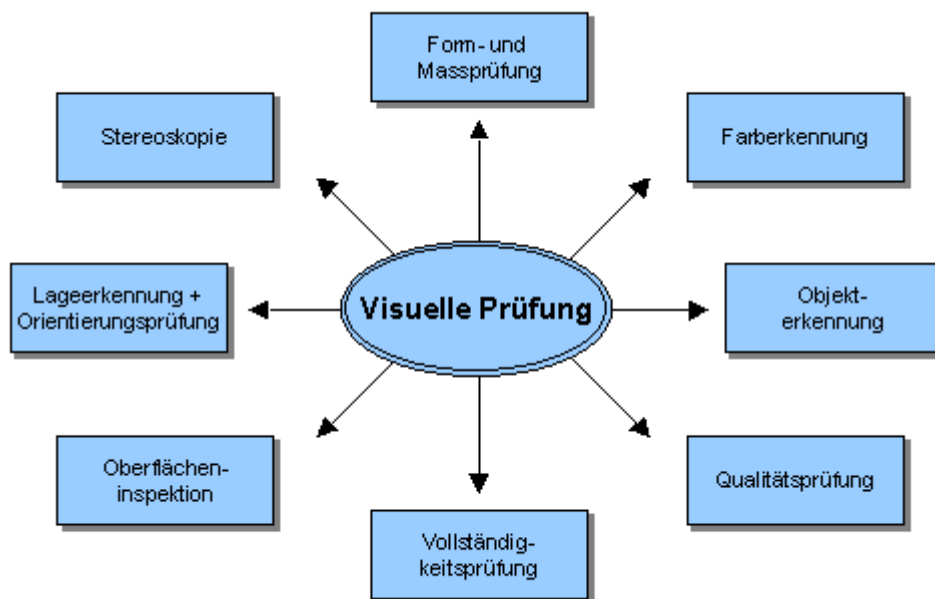 Form- und
Massprüfung
Stereoskopie
Farberkennung
Lageerkennung +
Orientierungsprüfung
Visuelle Prüfung
Objekt-
erkennung
Oberflächen-
inspektion
Qualitätsprüfung
Vollständig-
keitsprüfung